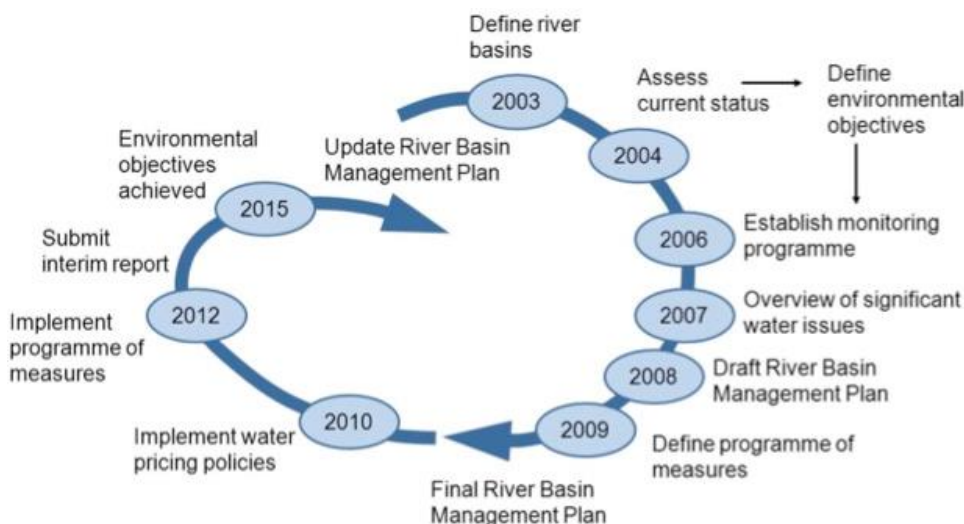 Define river
basins
2003
Assess
current status
Define
environmental
objectives
2004
Establish monitoring
programme
2006
Overview of significant
water issues
2007
Draft River Basin
Management Plan
2008
Define programme of
measures
2009
Final River Basin
Management Plan
Implement water
pricing policies
2010
Implement
programme of
measures
2012
Submit
interim report
Environmental
objectives
achieved
2015
Update River Basin
Management Plan